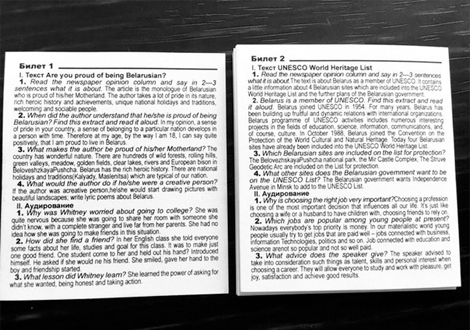 Билет 1
I. Текст Are you proud of being Belarusian?
1. Read the newspaper opinion column and say in 2—3
sentences what it is about. The article is the monologue of Belarusian
who is proud of his/her Motherland. The author takes a lot of pride in its nature,
rich heroic history and achievements, unique national holidays and traditions,
welcoming and sociable people.
2. When did the author understand that he/she is proud of being
Belarusian? Find this extract and read it aloud. In my opinion, a sense
of pride in your country, a sense of belonging to a particular nation develops in
a person with time. Therefore at my age, by the way I am 18, I can say quite
positively, that I am proud to live in Belarus.
3. What makes the author be proud of his/her Motherland? The
country has wonderful nature. There are hundreds of wild forests, rolling hills,
green valleys, meadow, golden fields, clear lakes, rivers and European bison in
BelovezhskayaPushcha. Belarus has the rich heroic history. There are national
holidays and traditions(Kalyady, Maslenitsa) which are typical of our nation.
4. What would the author do if he/she were a creative person?
If the author was acreative person,he/she would start drawing pictures with
beautiful landscapes; write lyric poems about Belarus.
II. Аудирование
1. Why was Whitney worried about going to college? She was
quite nervous because she was going to share her room with someone she
didn't know, with a complete stranger and live far from her parents. She had no
idea how she was going to make friends in this situation.
2. How did she find a friend? In her English class she told everyone
some facts about her life, studies and goal for this class. It was to make just
one good friend. One student come to her and held out his hand! introduced
himself. He asked if she would ne his friend. She smiled, gave her hand to the
boy and friendship started.
3. What lesson did Whitney learn? She learned the power of asking for
what she wanted, being honest and taking action.
Билет 2
I. Текст UNESCO World Heritage List
1. Read the newspaper opinion column and say in 2—3 sentences
what it is about.The text is about Belarus as a member of UNESCO. It contains
a little information about 4 Belarusian sites which are included into the UNESCO
World Heritage List and the further plans of the Belarusian government.
2. Belarus is a member of UNESCO. Find this extract and read
it aloud. Belarus joined UNESCO in 1954. For many years, Belarus has
been building up fruitful and dynamic relations with international organizations.
Belarus programme of UNESCO activities includes numerous interesting
projects in the fields of education, science, information, communications, and
of course, culture. In October 1988, Belarus joined the Convention on the
Protection of the World Cultural and Natural Heritage. Today four Belarusian
sites have already been included into the UNESCO World Heritage List.
3. Which Belarusian sites are included on the list for protection?
The BelovezhskayaPushcha national park, the Mir Castle Complex, The Struve
Geodetic Arc are included on the List for protection.
4. What other sites does the Belarusian government want to be
on the UNESCO List? The Belarusian government wants Independence
Avenue in Minsk to add to the UNESCO List.
II. Аудирование
1. Why is choosing the right job very important?Choosing a profession
is one of the most important decision that influences all our life. It's just like
choosing a wife or a husband to have children with, choosing friends to rely on.
2. Which jobs are popular among young people at present?
Nowadays everybody's top priority is money. In our materialistic world young
people usually try to get jobs that are paid well – jobs connected with business,
information technologies, politics and so on. Job connected with education and
science arenot so popular and not so well paid.
3. What advice does the speaker give? The speaker advised to
take into consideration such things as talent, skills and personal interest when
choosing a career. They will allow everyone to study and work with pleasure, get
joy, satisfaction and achieve good results.